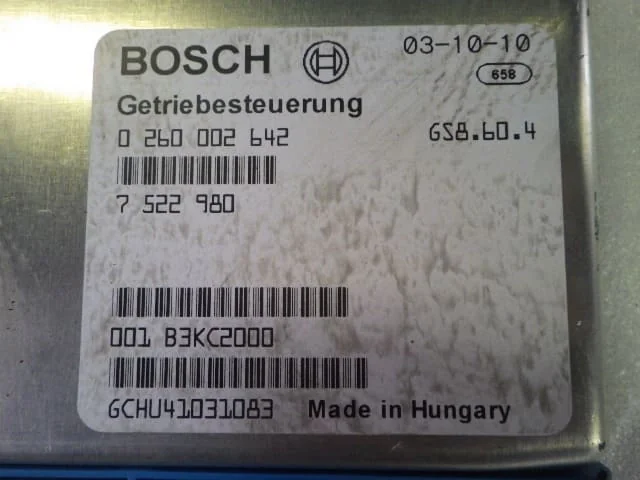 BOSCH 03-10-10
658
Getriebesteuerung
0 260 002 642 GS8.60.4
7 522 980
001 B3KC2000
GCHU41031083 Made in Hungary